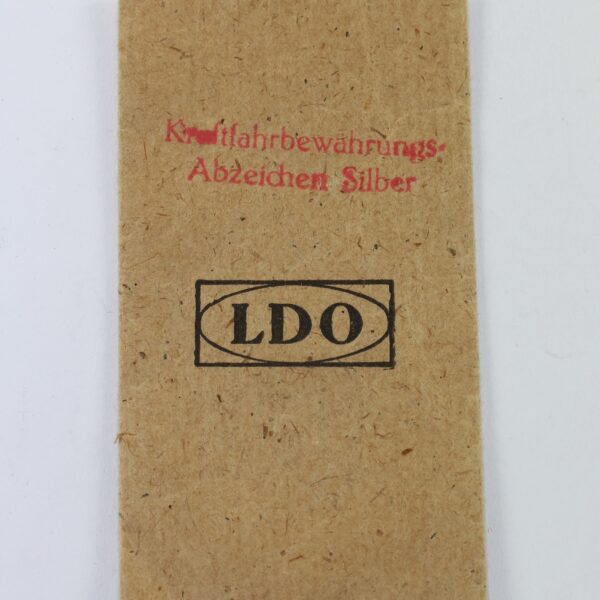 Kraftfahrbewährungs-
Abzeichen Silber
LDO